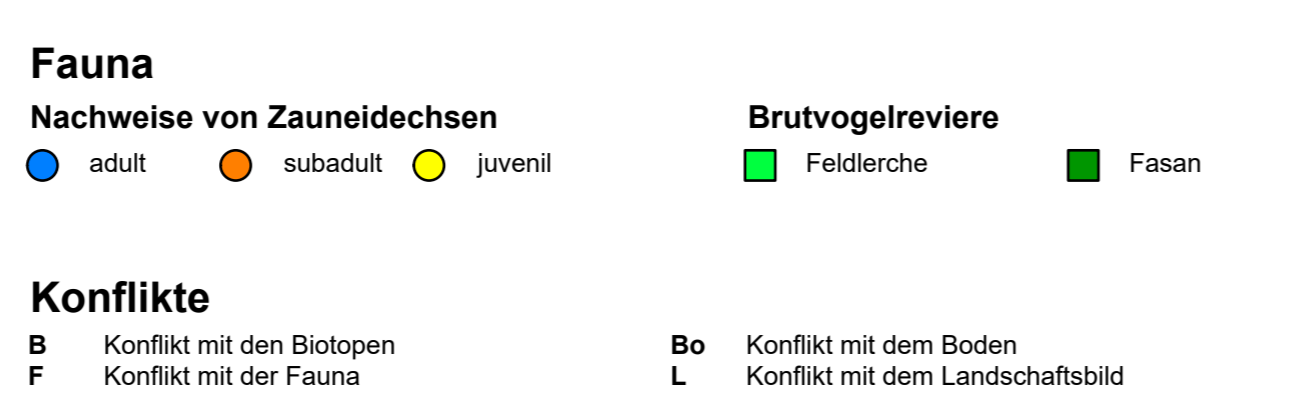 Fauna
Nachweise von Zauneidechsen Brutvogelreviere
adult subadult juvenil Feldlerche Fasan
Konflikte
B Konflikt mit den Biotopen Bo Konflikt mit dem Boden
F Konflikt mit der Fauna L Konflikt mit dem Landschaftsbild